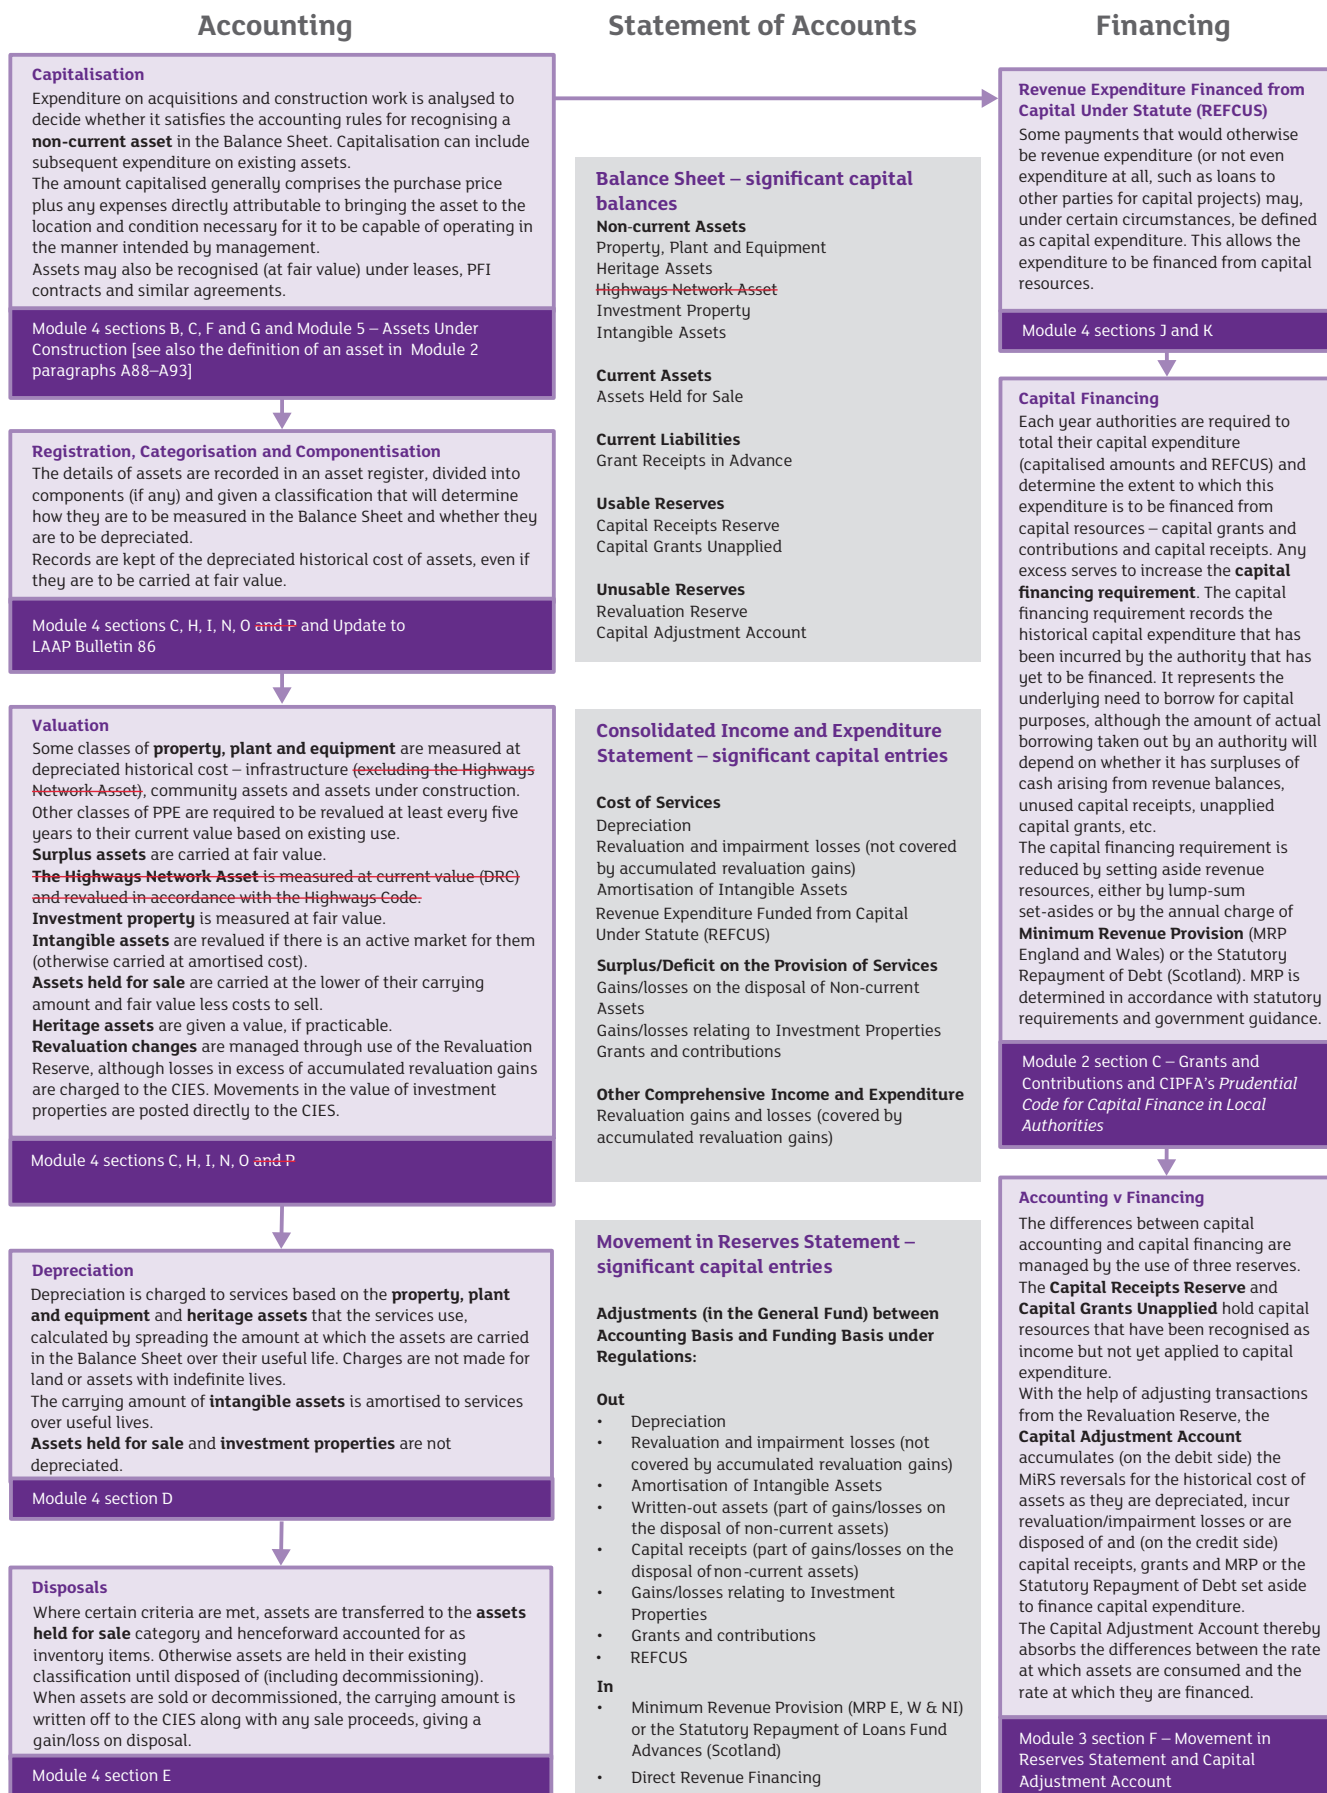 Accounting
Capitalisation
Expenditure on acquisitions and construction work is analysed to
decide whether it satisfies the accounting rules for recognising a
non-current asset in the Balance Sheet. Capitalisation can include
subsequent expenditure on existing assets.
The amount capitalised generally comprises the purchase price
plus any expenses directly attributable to bringing the asset to the
location and condition necessary for it to be capable of operating in
the manner intended by management.
Assets may also be recognised (at fair value) under leases, PFI
contracts and similar agreements.
Module 4 sections B, C, F and G and Module 5 – Assets Under
Construction [see also the definition of an asset in Module 2
paragraphs A88–A93]
Registration, Categorisation and Componentisation
The details of assets are recorded in an asset register, divided into
components (if any) and given a classification that will determine
how they are to be measured in the Balance Sheet and whether they
are to be depreciated.
Records are kept of the depreciated historical cost of assets, even if
they are to be carried at fair value.
Module 4 sections C, H, I, N, O and P and Update to
LAAP Bulletin 86
Valuation
Some classes of property, plant and equipment are measured at
depreciated historical cost – infrastructure (excluding the Highways
Network Asset), community assets and assets under construction.
Other classes of PPE are required to be revalued at least every five
years to their current value based on existing use.
Surplus assets are carried at fair value.
The Highways Network Asset is measured at current value (DRC)
and revalued in accordance with the Highways Code.
Investment property is measured at fair value.
Intangible assets are revalued if there is an active market for them
(otherwise carried at amortised cost).
Assets held for sale are carried at the lower of their carrying
amount and fair value less costs to sell.
Heritage assets are given a value, if practicable.
Revaluation changes are managed through use of the Revaluation
Reserve, although losses in excess of accumulated revaluation gains
are charged to the CIES. Movements in the value of investment
properties are posted directly to the CIES.
Module 4 sections C, H, I, N, O and P
Depreciation
Depreciation is charged to services based on the property, plant
and equipment and heritage assets that the services use,
calculated by spreading the amount at which the assets are carried
in the Balance Sheet over their useful life. Charges are not made for
land or assets with indefinite lives.
The carrying amount of intangible assets is amortised to services
over useful lives.
Assets held for sale and investment properties are not
depreciated.
Module 4 section D
Disposals
Where certain criteria are met, assets are transferred to the assets
held for sale category and henceforward accounted for as
inventory items. Otherwise assets are held in their existing
classification until disposed of (including decommissioning).
When assets are sold or decommissioned, the carrying amount is
written off to the CIES along with any sale proceeds, giving a
gain/loss on disposal.
Module 4 section E
Statement of Accounts
Balance Sheet – significant capital
balances
Non-current Assets
Property, Plant and Equipment
Heritage Assets
Highways Network Asset
Investment Property
Intangible Assets
Current Assets
Assets Held for Sale
Current Liabilities
Grant Receipts in Advance
Usable Reserves
Capital Receipts Reserve
Capital Grants Unapplied
Unusable Reserves
Revaluation Reserve
Capital Adjustment Account
Consolidated Income and Expenditure
Statement – significant capital entries
Cost of Services
Depreciation
Revaluation and impairment losses (not covered
by accumulated revaluation gains)
Amortisation of Intangible Assets
Revenue Expenditure Funded from Capital
Under Statute (REFCUS)
Surplus/Deficit on the Provision of Services
Gains/losses on the disposal of Non-current
Assets
Gains/losses relating to Investment Properties
Grants and contributions
Other Comprehensive Income and Expenditure
Revaluation gains and losses (covered by
accumulated revaluation gains)
Movement in Reserves Statement –
significant capital entries
Adjustments (in the General Fund) between
Accounting Basis and Funding Basis under
Regulations:
Out
• Depreciation
• Revaluation and impairment losses (not
covered by accumulated revaluation gains)
• Amortisation of Intangible Assets
• Written-out assets (part of gains/losses on
the disposal of non-current assets)
• Capital receipts (part of gains/losses on the
disposal of non-current assets)
• Gains/losses relating to Investment
Properties
• Grants and contributions
• REFCUS
In
• Minimum Revenue Provision (MRP E, W & NI)
or the Statutory Repayment of Loans Fund
Advances (Scotland)
• Direct Revenue Financing
Financing
Revenue Expenditure Financed from
Capital Under Statute (REFCUS)
Some payments that would otherwise
be revenue expenditure (or not even
expenditure at all, such as loans to
other parties for capital projects) may,
under certain circumstances, be defined
as capital expenditure. This allows the
expenditure to be financed from capital
resources.
Module 4 sections J and K
Capital Financing
Each year authorities are required to
total their capital expenditure
(capitalised amounts and REFCUS) and
determine the extent to which this
expenditure is to be financed from
capital resources – capital grants and
contributions and capital receipts. Any
excess serves to increase the capital
financing requirement. The capital
financing requirement records the
historical capital expenditure that has
been incurred by the authority that has
yet to be financed. It represents the
underlying need to borrow for capital
purposes, although the amount of actual
borrowing taken out by an authority will
depend on whether it has surpluses of
cash arising from revenue balances,
unused capital receipts, unapplied
capital grants, etc.
The capital financing requirement is
reduced by setting aside revenue
resources, either by lump-sum
set-asides or by the annual charge of
Minimum Revenue Provision (MRP
England and Wales) or the Statutory
Repayment of Debt (Scotland). MRP is
determined in accordance with statutory
requirements and government guidance.
Module 2 section C – Grants and
Contributions and CIPFA's Prudential
Code for Capital Finance in Local
Authorities
Accounting v Financing
The differences between capital
accounting and capital financing are
managed by the use of three reserves.
The Capital Receipts Reserve and
Capital Grants Unapplied hold capital
resources that have been recognised as
income but not yet applied to capital
expenditure.
With the help of adjusting transactions
from the Revaluation Reserve, the
Capital Adjustment Account
accumulates (on the debit side) the
MiRS reversals for the historical cost of
assets as they are depreciated, incur
revaluation/impairment losses or are
disposed of and (on the credit side)
capital receipts, grants and MRP or the
Statutory Repayment of Debt set aside
to finance capital expenditure.
The Capital Adjustment Account thereby
absorbs the differences between the rate
at which assets are consumed and the
rate at which they are financed.
Module 3 section F – Movement in
Reserves Statement and Capital
Adjustment Account